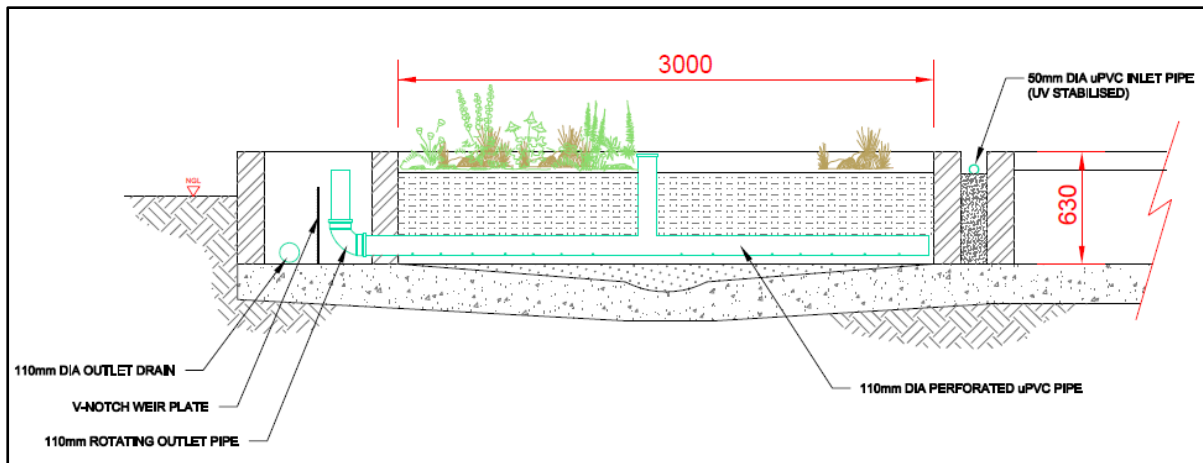 3000
50mm DIA uPVC INLET PIPE
(UV STABILISED)
NGL
630
110mm DIA OUTLET DRAIN
V-NOTCH WEIR PLATE
110mm ROTATING OUTLET PIPE
110mm DIA PERFORATED uPVC PIPE